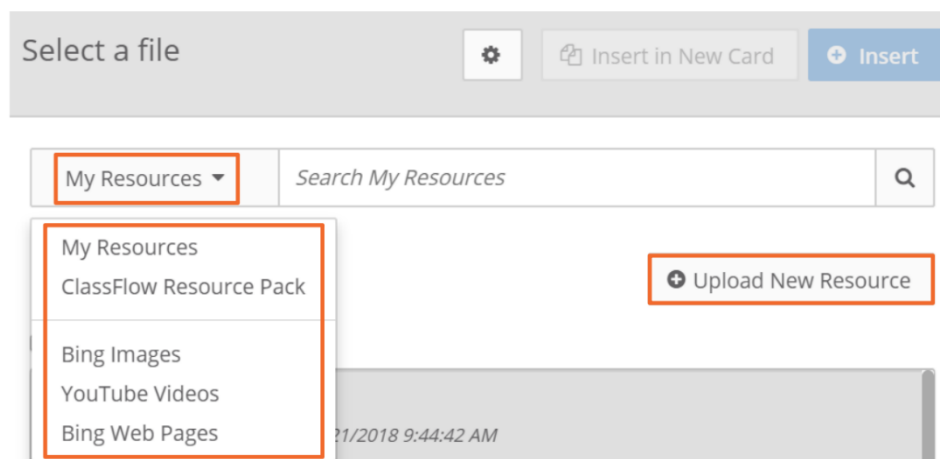 Select a file
Insert in New Card
Insert
My Resources
Search My Resources
My Resources
ClassFlow Resource Pack
Upload New Resource
Bing Images
YouTube Videos
Bing Web Pages
21/2018 9:44:42 AM